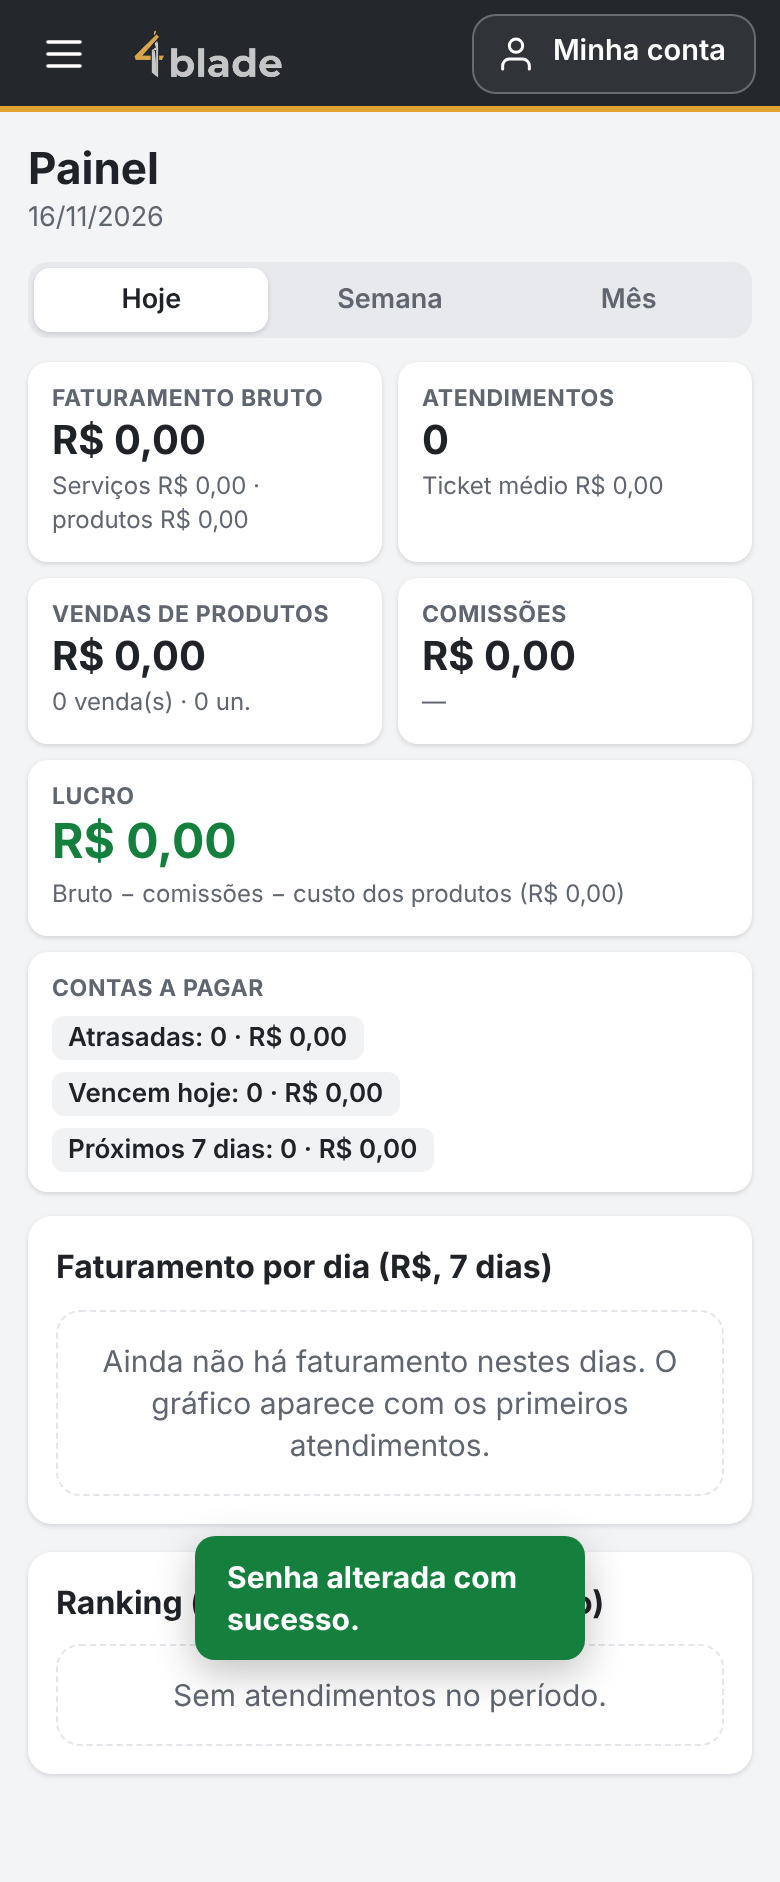 4blade
Minha conta
Painel
16/11/2026
Hoje
Semana
Mês
FATURAMENTO BRUTO
R$ 0,00
Serviços R$ 0,00 ·
produtos R$ 0,00
ATENDIMENTOS
0
Ticket médio R$ 0,00
VENDAS DE PRODUTOS
R$ 0,00
0 venda(s) · 0 un.
COMISSÕES
R$ 0,00
—
LUCRO
R$ 0,00
Bruto − comissões − custo dos produtos (R$ 0,00)
CONTAS A PAGAR
Atrasadas: 0 · R$ 0,00
Vencem hoje: 0 · R$ 0,00
Próximos 7 dias: 0 · R$ 0,00
Faturamento por dia (R$, 7 dias)
Ainda não há faturamento nestes dias. O
gráfico aparece com os primeiros
atendimentos.
Ranking
Senha alterada com
sucesso.
Sem atendimentos no período.